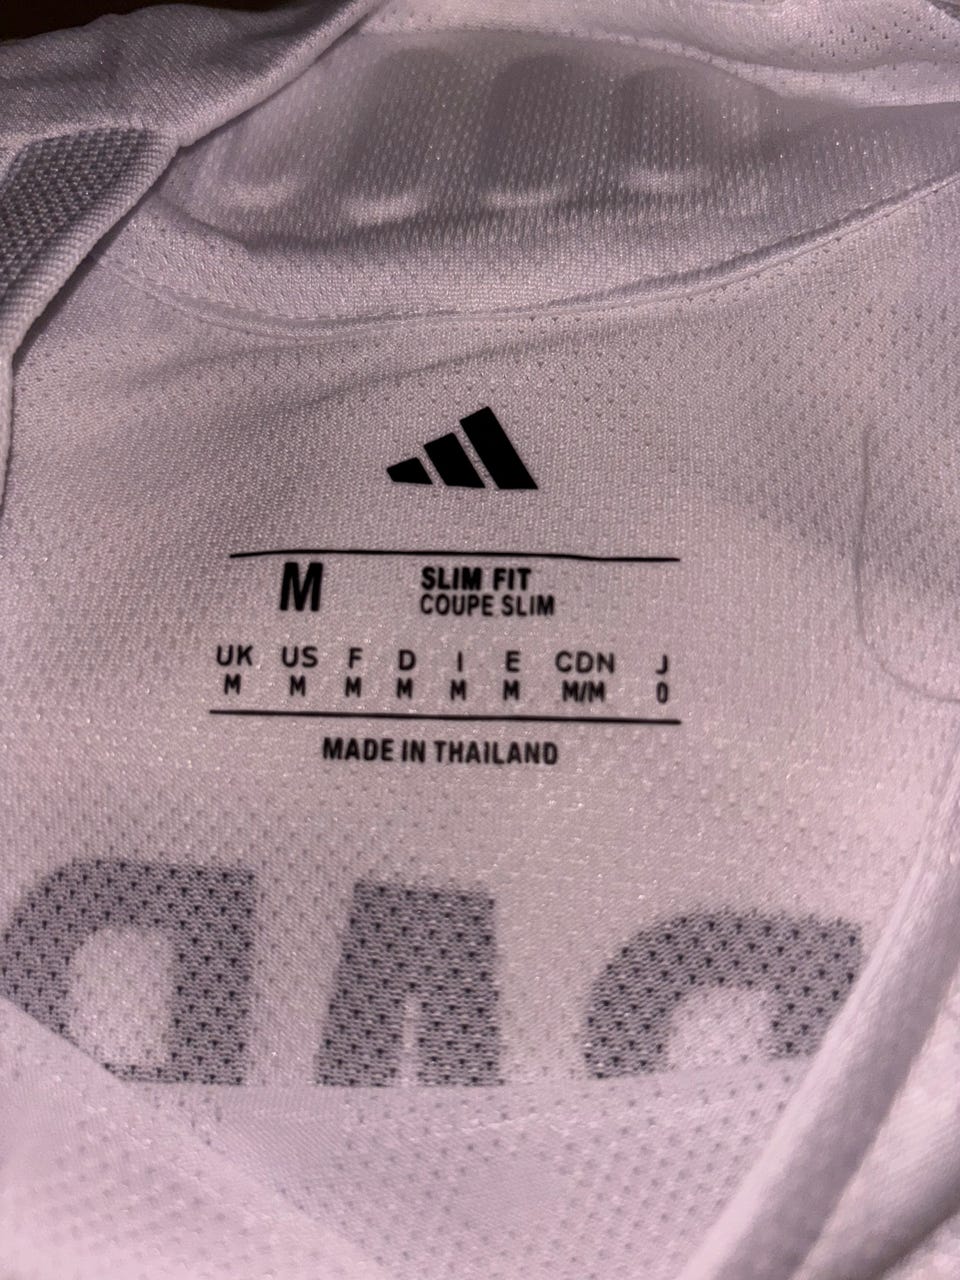 M SLIM FIT
COUPE SLIM
UK US F D I E CDN J
M M M M M M M/M O
MADE IN THAILAND